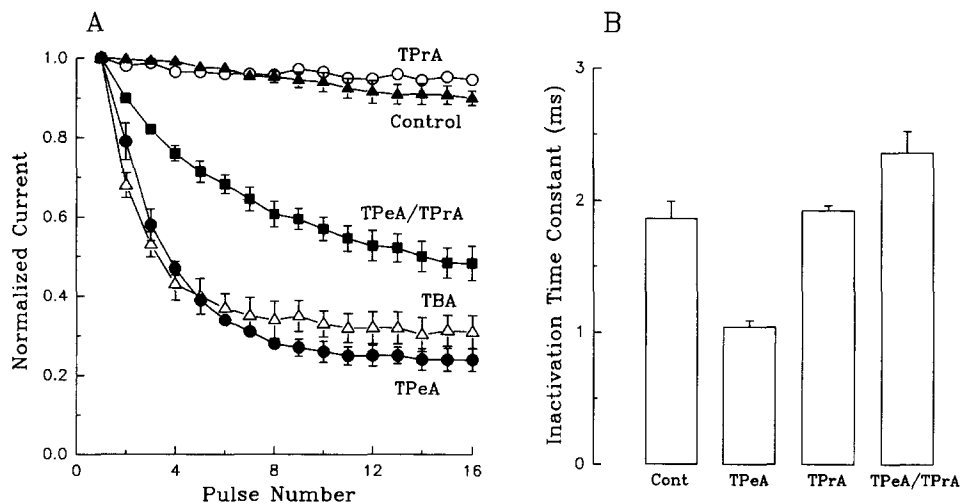 A
Normalized Current
1.0
0.8
0.6
0.4
0.2
0.0
0
4
8
12
16
Pulse Number
TPrA
Control
TPeA/TPrA
TBA
TPeA
B
Inactivation Time Constant (ms)
3
2
1
0
Cont
TPeA
TPrA
TPeA/TPrA